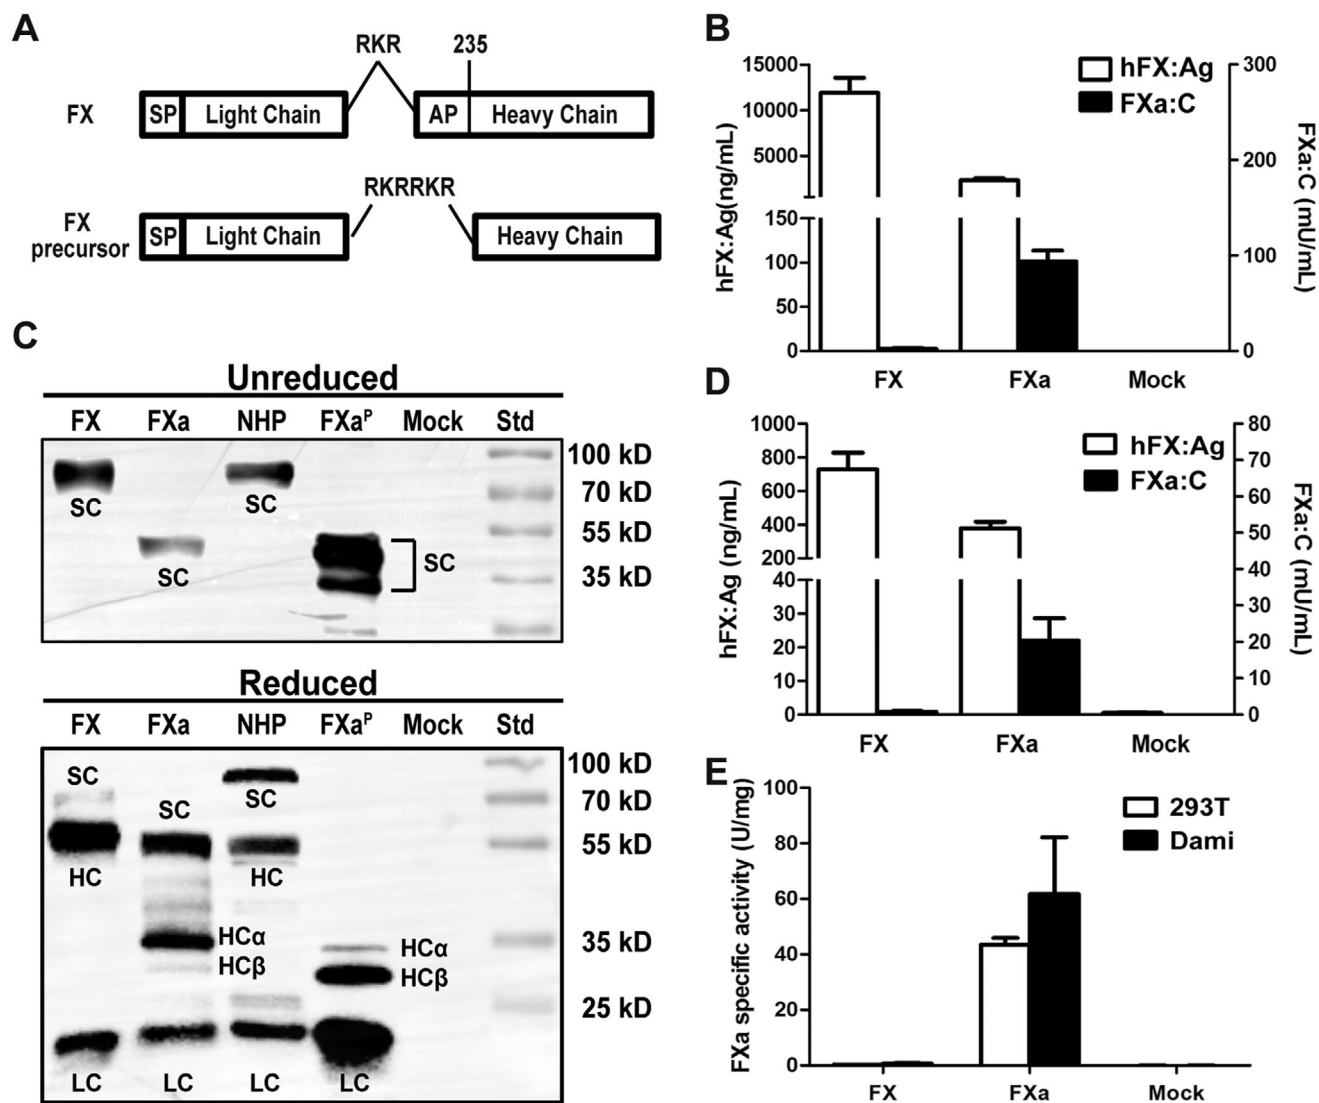 A
RKR
235
FX
SP
Light Chain
AP
Heavy Chain
RKRRKR
FX
precursor
SP
Light Chain
Heavy Chain
B
hFX:Ag(ng/mL)
15000
10000
5000
150
100
50
0
hFX:Ag
FXa:C
300
200
100
0
FXa:C (mU/mL)
FX
FXa
Mock
C
Unreduced
FX
FXa
NHP
FXaᴾ
Mock
Std
SC
SC
SC
SC
100 kD
70 kD
55 kD
35 kD
Reduced
FX
FXa
NHP
FXaᴾ
Mock
Std
SC
SC
SC
HC
HC
HCα
HCβ
HCα
HCβ
LC
LC
LC
LC
100 kD
70 kD
55 kD
35 kD
25 kD
D
hFX:Ag (ng/mL)
1000
800
600
400
200
40
30
20
10
0
hFX:Ag
FXa:C
80
70
60
50
40
30
20
10
0
FXa:C (mU/mL)
FX
FXa
Mock
E
FXa specific activity (U/mg)
100
80
60
40
20
0
293T
Dami
FX
FXa
Mock